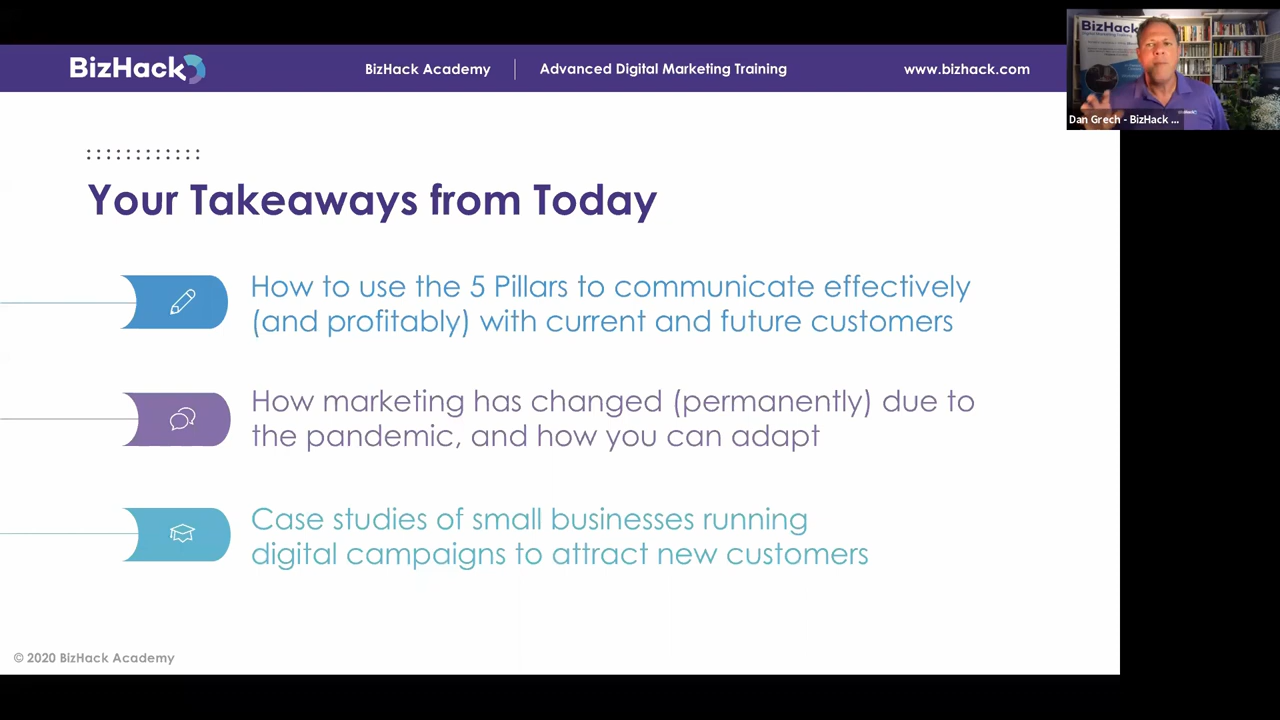 BizHack
BizHack Academy
Advanced Digital Marketing Training
www.bizhack.com
BizHack
Dan Grech - BizHack ...
Your Takeaways from Today
How to use the 5 Pillars to communicate effectively
(and profitably) with current and future customers
How marketing has changed (permanently) due to
the pandemic, and how you can adapt
Case studies of small businesses running
digital campaigns to attract new customers
© 2020 BizHack Academy